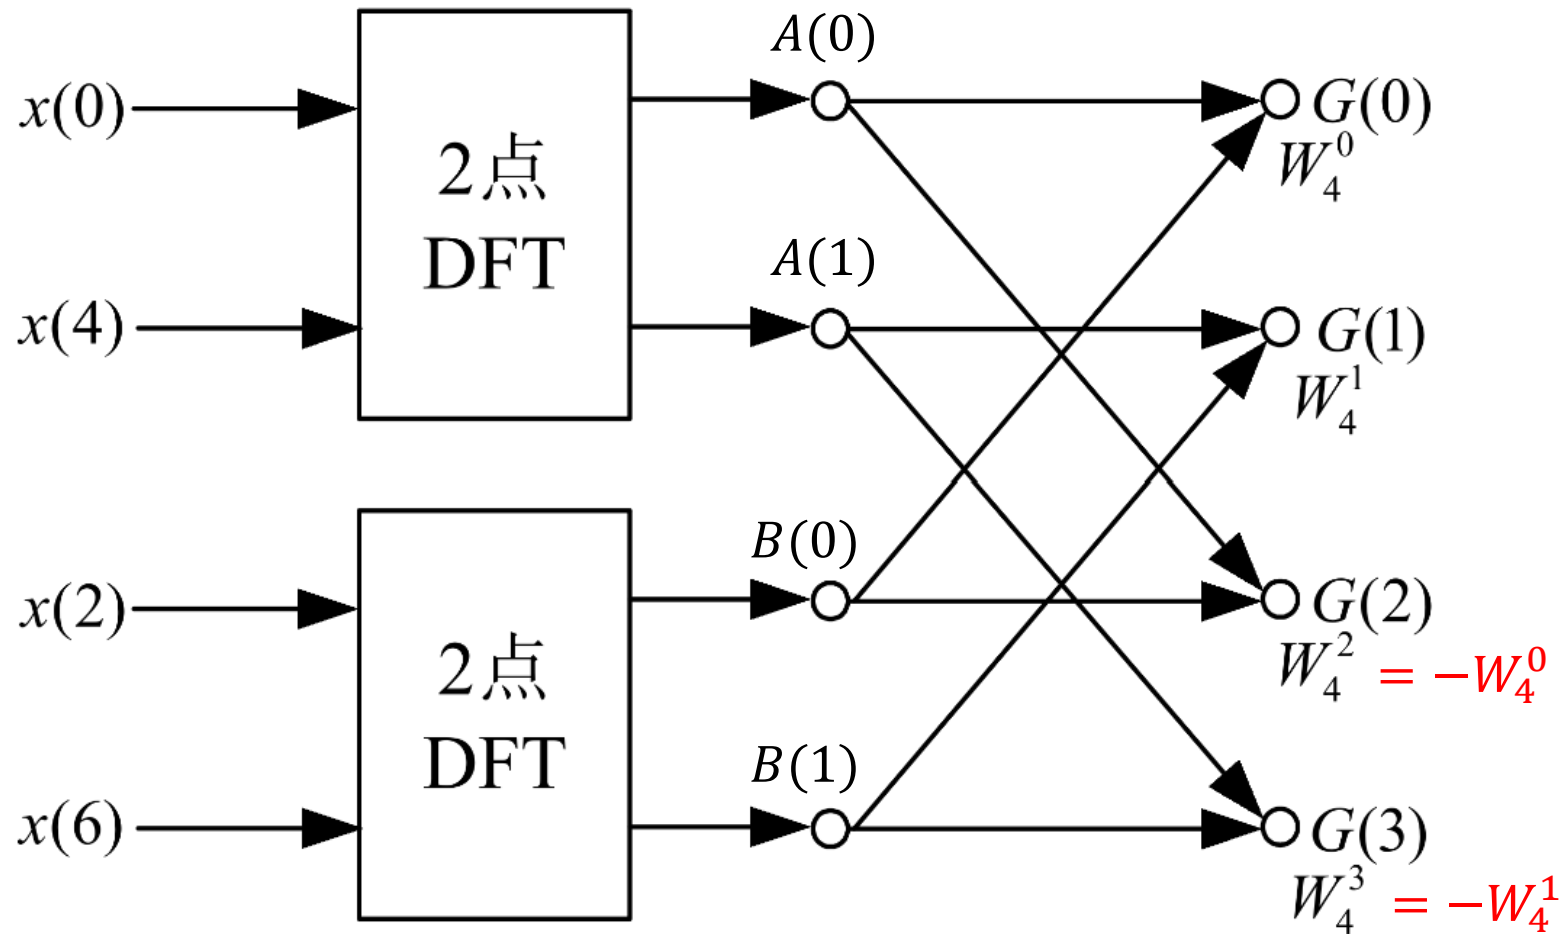 A(0)
x(0)
G(0)
W_4^0
2点
DFT
A(1)
x(4)
G(1)
W_4^1
B(0)
x(2)
G(2)
W_4^2 = −W_4^0
2点
DFT
B(1)
x(6)
G(3)
W_4^3 = −W_4^1